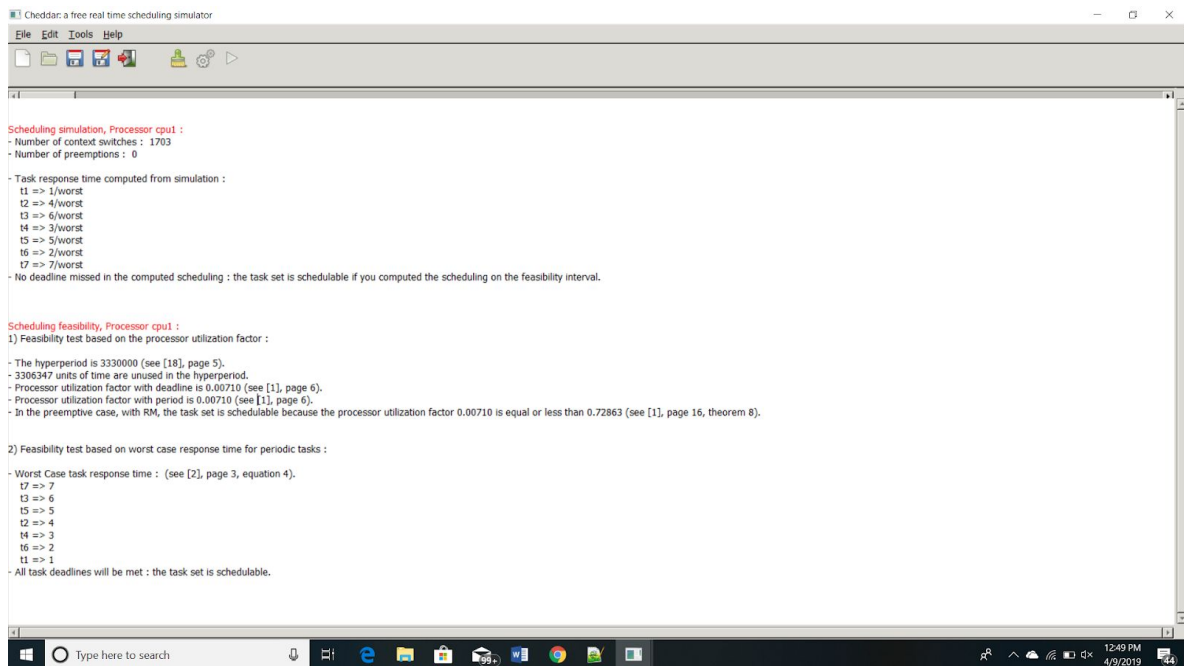 Cheddar: a free real time scheduling simulator
File Edit Tools Help
Scheduling simulation, Processor cpu1 :
- Number of context switches : 1703
- Number of preemptions : 0
- Task response time computed from simulation :
t1 => 1/worst
t2 => 4/worst
t3 => 6/worst
t4 => 3/worst
t5 => 5/worst
t6 => 2/worst
t7 => 7/worst
- No deadline missed in the computed scheduling : the task set is schedulable if you computed the scheduling on the feasibility interval.
Scheduling feasibility, Processor cpu1 :
1) Feasibility test based on the processor utilization factor :
- The hyperperiod is 3330000 (see [18], page 5).
- 3306347 units of time are unused in the hyperperiod.
- Processor utilization factor with deadline is 0.00710 (see [1], page 6).
- Processor utilization factor with period is 0.00710 (see [1], page 6).
- In the preemptive case, with RM, the task set is schedulable because the processor utilization factor 0.00710 is equal or less than 0.72863 (see [1], page 16, theorem 8).
2) Feasibility test based on worst case response time for periodic tasks :
- Worst Case task response time : (see [2], page 3, equation 4).
t7 => 7
t3 => 6
t5 => 5
t2 => 4
t4 => 3
t6 => 2
t1 => 1
- All task deadlines will be met : the task set is schedulable.
Type here to search
99+
12:49 PM
4/9/2019
44